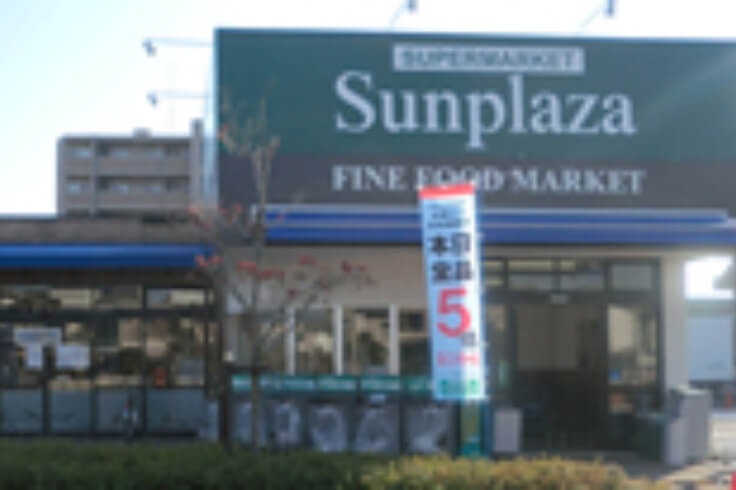 SUPERMARKET
Sunplaza
FINE FOOD MARKET
本日
全品
5